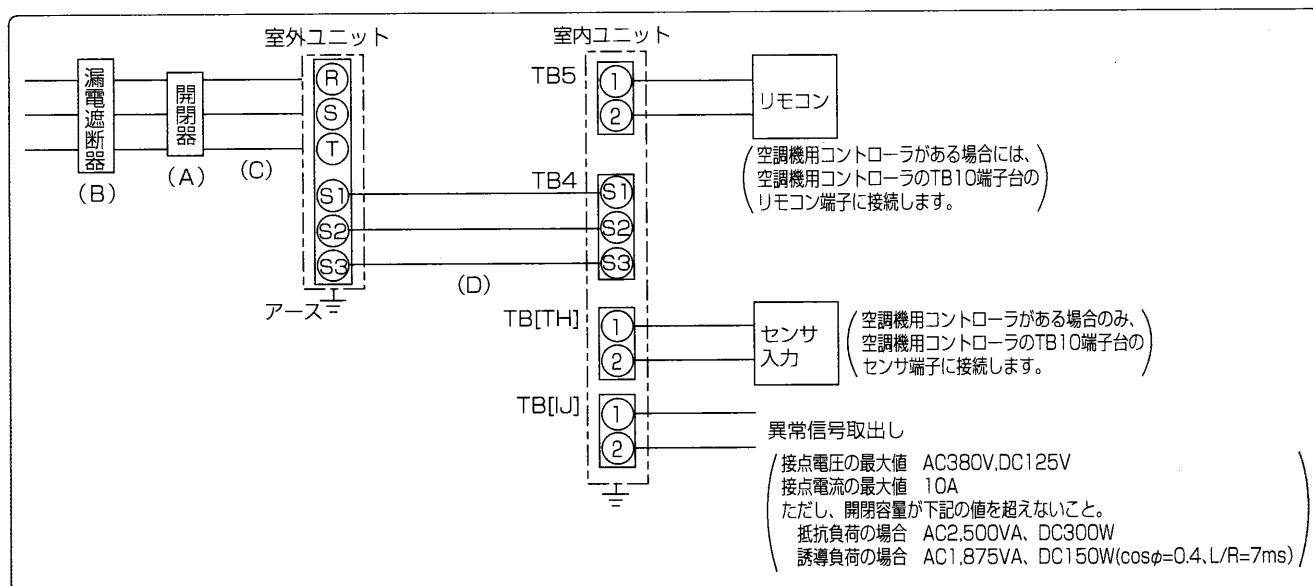 室外ユニット
室内ユニット
漏電遮断器
(B)
開閉器
(A)
(C)
R
S
T
S1
S2
S3
アース
(D)
TB5
1
2
リモコン
(空調機用コントローラがある場合には、
空調機用コントローラのTB10端子台の
リモコン端子に接続します。)
TB4
S1
S2
S3
TB[TH]
1
2
センサ
入力
(空調機用コントローラがある場合のみ、
空調機用コントローラのTB10端子台の
センサ端子に接続します。)
TB[IJ]
1
2
異常信号取出し
(接点電圧の最大値 AC380V,DC125V
接点電流の最大値 10A
ただし、開閉容量が下記の値を超えないこと。
抵抗負荷の場合 AC2,500VA、DC300W
誘導負荷の場合 AC1,875VA、DC150W(cosφ=0.4、L/R=7ms))